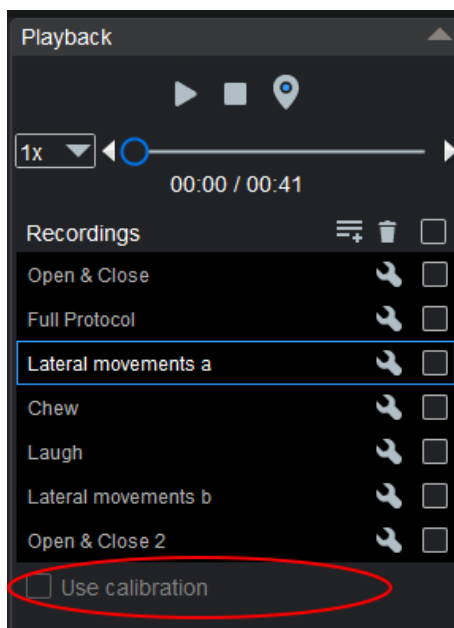 Playback
1x
00:00 / 00:41
Recordings
Open & Close
Full Protocol
Lateral movements a
Chew
Laugh
Lateral movements b
Open & Close 2
Use calibration